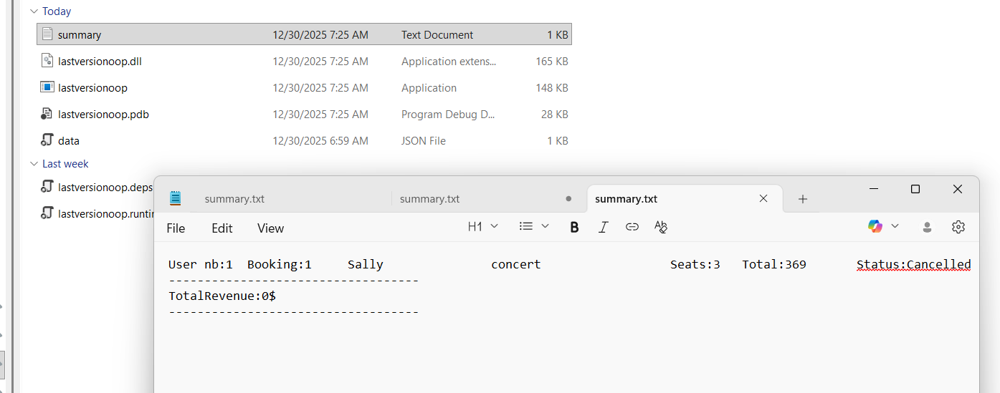 Today
summary 12/30/2025 7:25 AM Text Document 1 KB
lastversionoop.dll 12/30/2025 7:25 AM Application extens... 165 KB
lastversionoop 12/30/2025 7:25 AM Application 148 KB
lastversionoop.pdb 12/30/2025 7:25 AM Program Debug D... 28 KB
data 12/30/2025 6:59 AM JSON File 1 KB
Last week
lastversionoop.deps
lastversionoop.runtin
summary.txt summary.txt summary.txt
File Edit View H1 B I
User nb:1 Booking:1 Sally concert Seats:3 Total:369 Status:Cancelled
-----------------------------------
TotalRevenue:0$
-----------------------------------